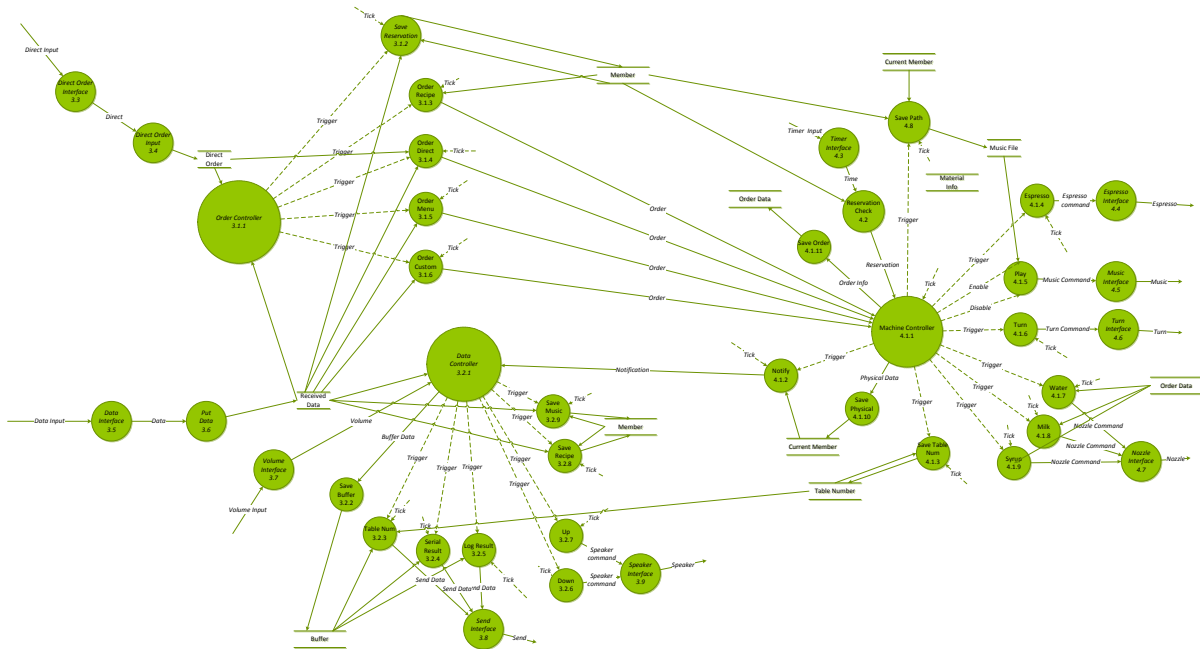 Tick
Save
Reservation
3.1.2
Direct Input
Direct Order
Interface
3.3
Direct
Direct Order
Input
3.4
Direct
Order
Order Controller
3.1.1
Trigger
Trigger
Trigger
Trigger
Trigger
Order
Recipe
3.1.3
Tick
Order
Direct
3.1.4
Tick
Order
Menu
3.1.5
Tick
Order
Custom
3.1.6
Tick
Member
Current Member
Save Path
4.8
Tick
Timer Input
Timer
Interface
4.3
Time
Reservation
Check
4.2
Reservation
Order Data
Save Order
4.1.11
Order Info
Music File
Material
Info
Trigger
Order
Order
Order
Order
Machine Controller
4.1.1
Tick
Trigger
Enable
Disable
Trigger
Espresso
4.1.4
Tick
Espresso
command
Espresso
Interface
4.4
Espresso
Play
4.1.5
Music Command
Music
Interface
4.5
Music
Turn
4.1.6
Tick
Turn Command
Turn
Interface
4.6
Turn
Trigger
Trigger
Trigger
Trigger
Water
4.1.7
Tick
Order Data
Milk
4.1.8
Nozzle Command
Nozzle Command
Tick
Syrup
4.1.9
Nozzle Command
Nozzle
Interface
4.7
Nozzle
Tick
Notify
4.1.2
Trigger
Notification
Physical Data
Save
Physical
4.1.10
Current Member
Save Table
Num
4.1.3
Tick
Table Number
Data
Controller
3.2.1
Received
Data
Data Input
Data
Interface
3.5
Data
Put
Data
3.6
Volume
Volume
Interface
3.7
Volume Input
Buffer Data
Save
Buffer
3.2.2
Trigger
Trigger
Trigger
Trigger
Trigger
Trigger
Trigger
Save
Music
3.2.9
Tick
Member
Save
Recipe
3.2.8
Tick
Table Num
3.2.3
Tick
Tick
Serial
Result
3.2.4
Log Result
3.2.5
Tick
Send Data
Send Data
Send
Interface
3.8
Send
Buffer
Up
3.2.7
Tick
Speaker
command
Tick
Down
3.2.6
Speaker
command
Speaker
Interface
3.9
Speaker